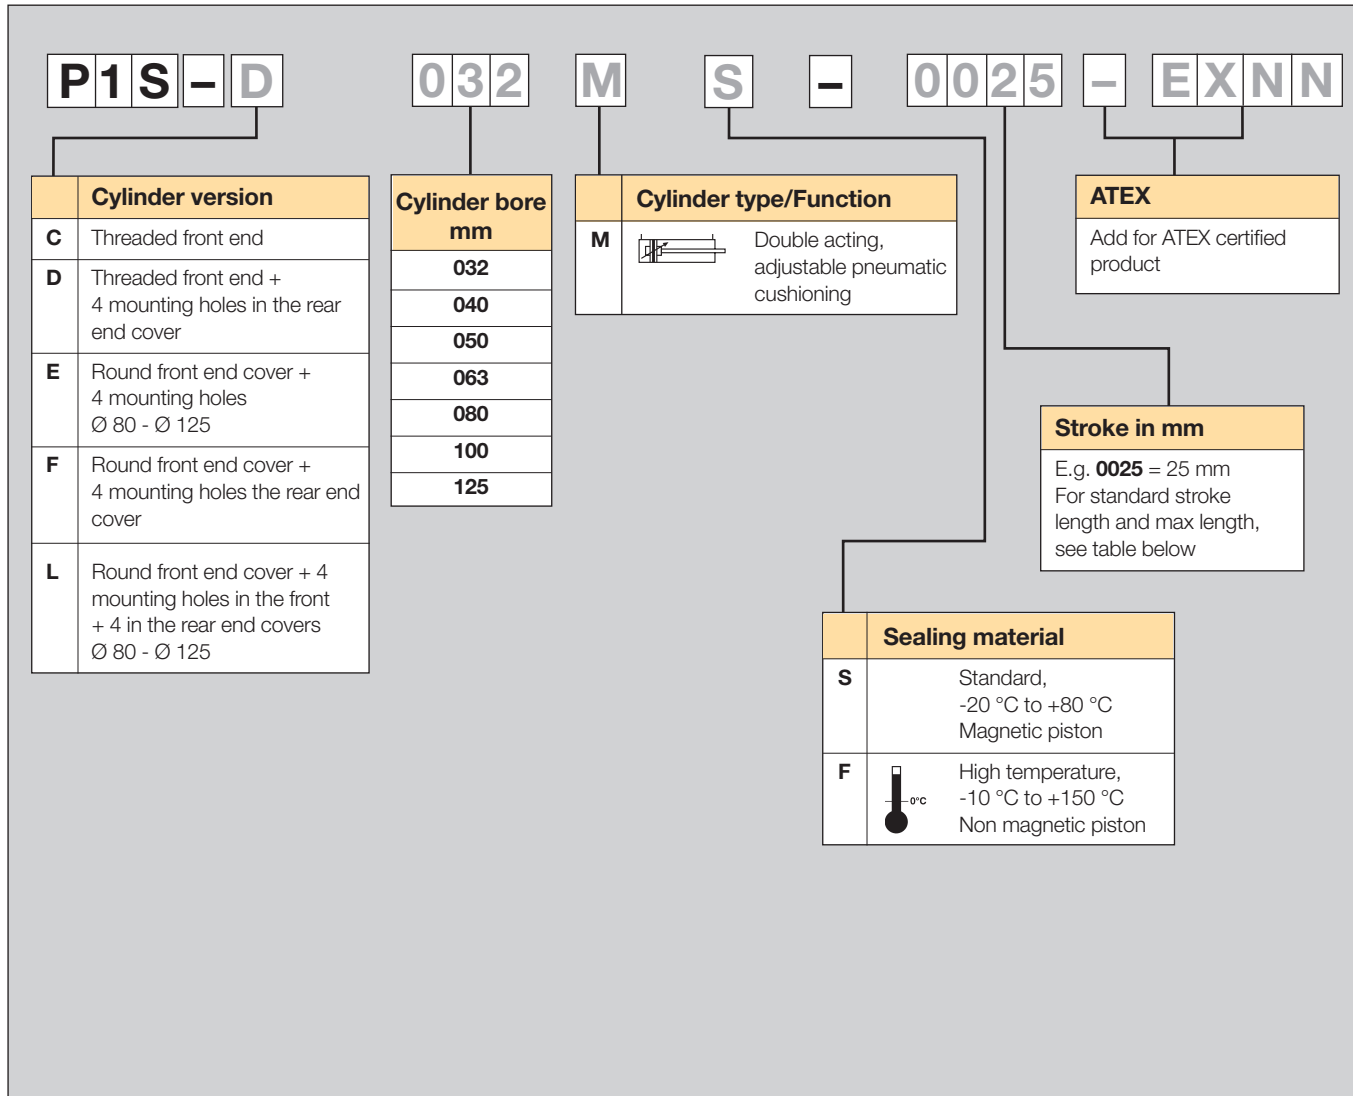 P1S-D 032 M S - 0025 - EXNN
Cylinder version
C Threaded front end
D Threaded front end +
4 mounting holes in the rear
end cover
E Round front end cover +
4 mounting holes
Ø 80 - Ø 125
F Round front end cover +
4 mounting holes the rear end
cover
L Round front end cover + 4
mounting holes in the front
+ 4 in the rear end covers
Ø 80 - Ø 125
Cylinder bore
mm
032
040
050
063
080
100
125
Cylinder type/Function
M Double acting,
adjustable pneumatic
cushioning
ATEX
Add for ATEX certified
product
Stroke in mm
E.g. 0025 = 25 mm
For standard stroke
length and max length,
see table below
Sealing material
S Standard,
-20 °C to +80 °C
Magnetic piston
F High temperature,
0°C -10 °C to +150 °C
Non magnetic piston